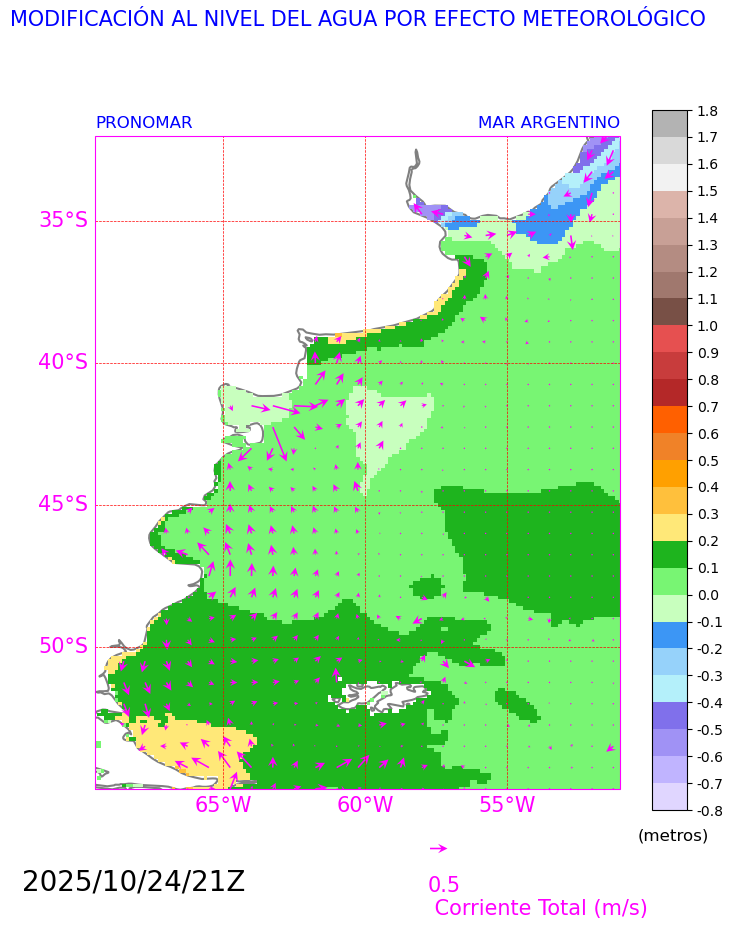 MODIFICACIÓN AL NIVEL DEL AGUA POR EFECTO METEOROLÓGICO
PRONOMAR MAR ARGENTINO
1.8
1.7
1.6
1.5
1.4
1.3
1.2
1.1
1.0
0.9
0.8
0.7
0.6
0.5
0.4
0.3
0.2
0.1
0.0
-0.1
-0.2
-0.3
-0.4
-0.5
-0.6
-0.7
-0.8
(metros)
35°S
40°S
45°S
50°S
65°W 60°W 55°W
2025/10/24/21Z
0.5
Corriente Total (m/s)